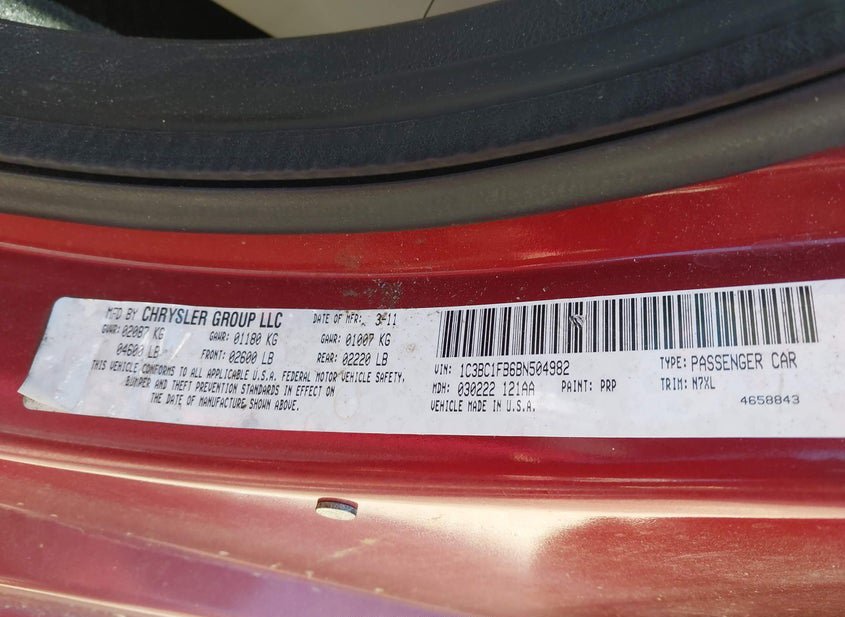 MFD BY CHRYSLER GROUP LLC DATE OF MFR: 3-11
GVWR: 02087 KG GAWR: 01180 KG GAWR: 01007 KG
04600 LB FRONT: 02600 LB REAR: 02220 LB
THIS VEHICLE CONFORMS TO ALL APPLICABLE U.S.A. FEDERAL MOTOR VEHICLE SAFETY,
BUMPER AND THEFT PREVENTION STANDARDS IN EFFECT ON
THE DATE OF MANUFACTURE SHOWN ABOVE.
VIN: 1C3BC1FB6BN504982 TYPE: PASSENGER CAR
MDH: 030222 121AA PAINT: PRP TRIM: N7XL
VEHICLE MADE IN U.S.A. 4658843